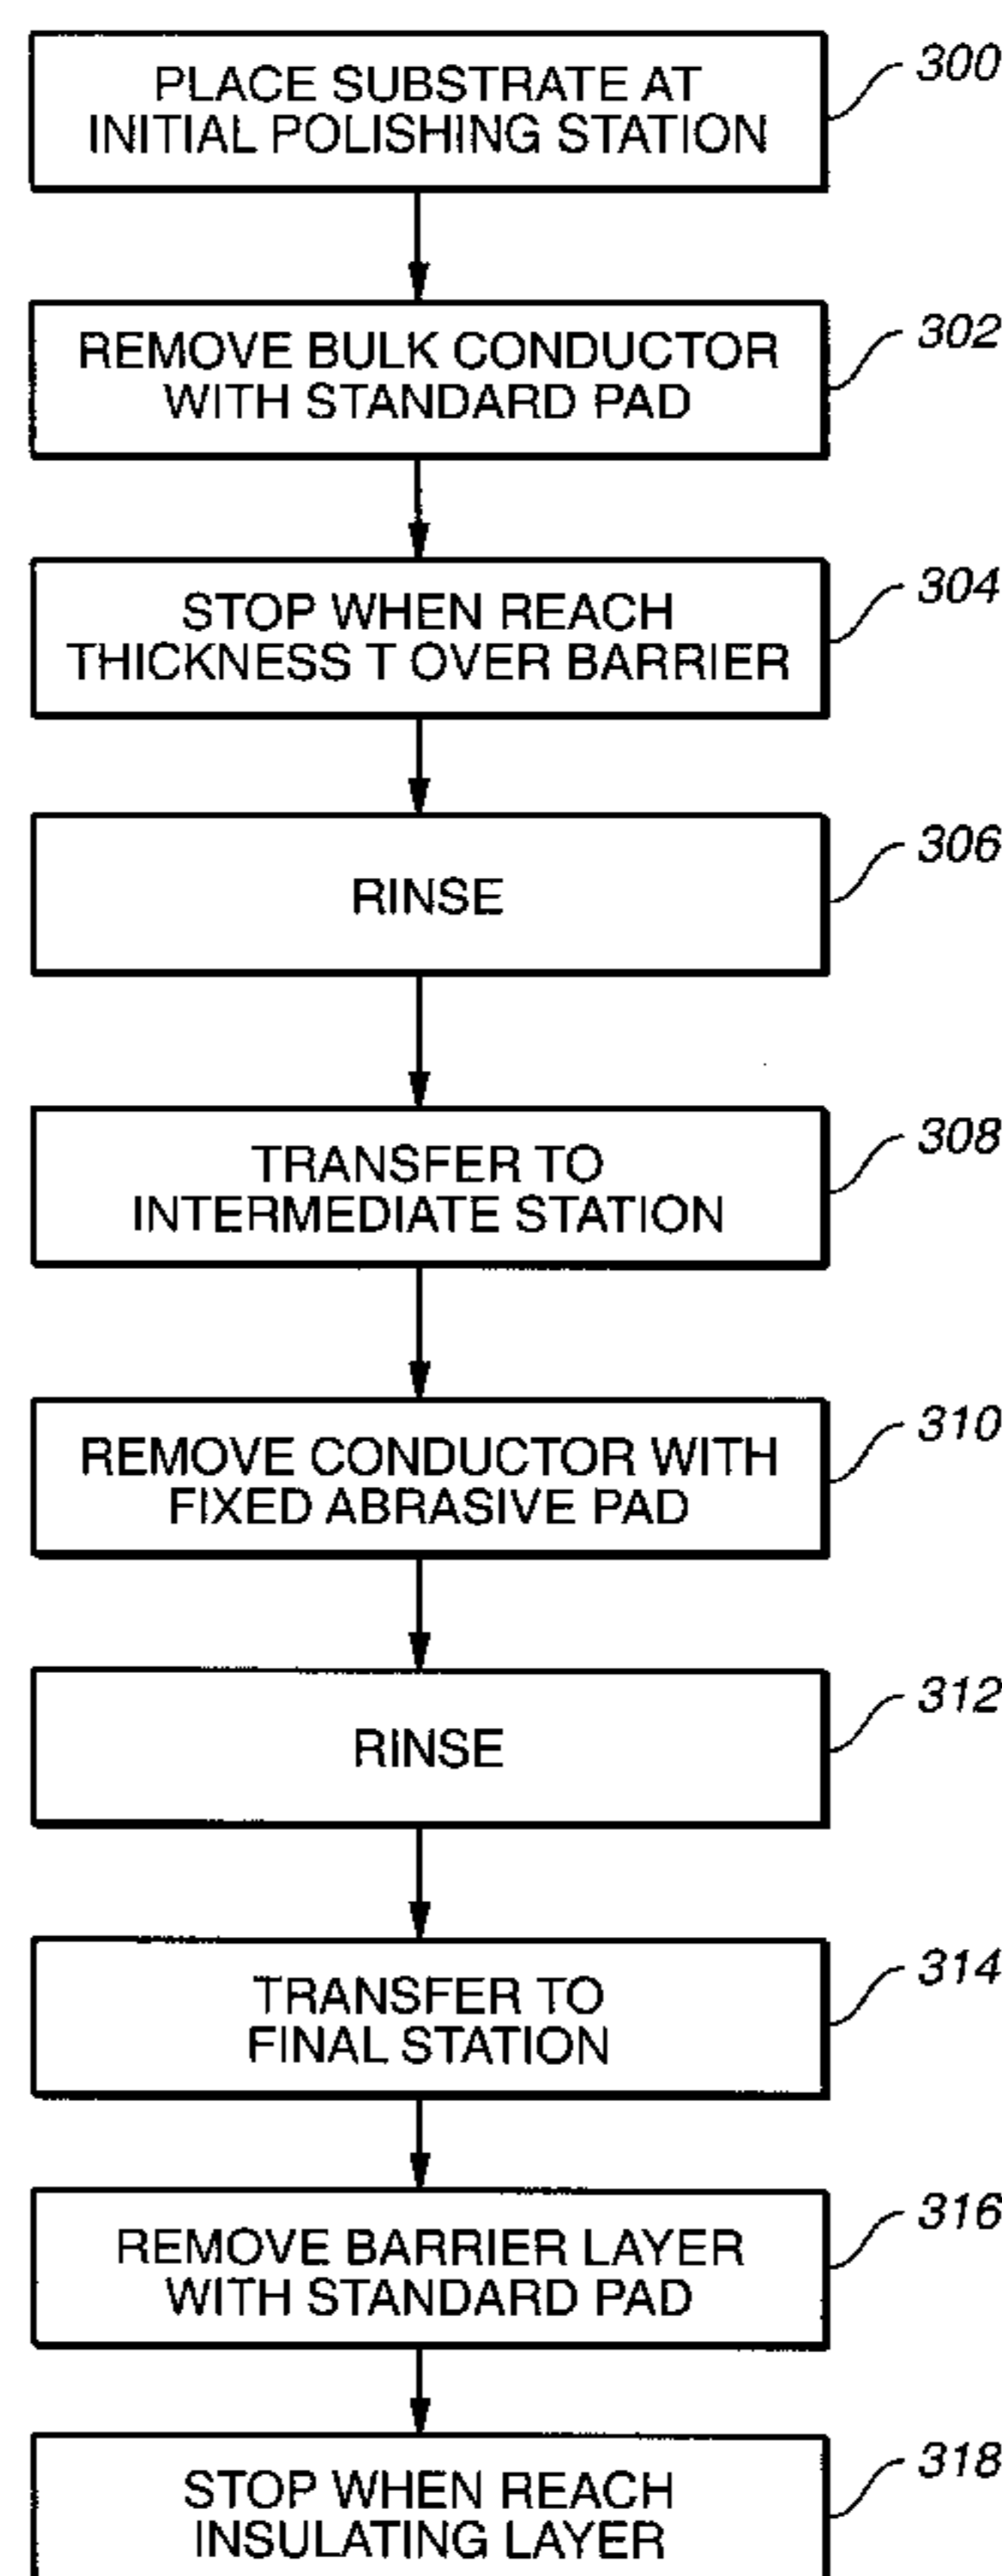 PLACE SUBSTRATE AT
INITIAL POLISHING STATION
300
REMOVE BULK CONDUCTOR
WITH STANDARD PAD
302
STOP WHEN REACH
THICKNESS T OVER BARRIER
304
RINSE
306
TRANSFER TO
INTERMEDIATE STATION
308
REMOVE CONDUCTOR WITH
FIXED ABRASIVE PAD
310
RINSE
312
TRANSFER TO
FINAL STATION
314
REMOVE BARRIER LAYER
WITH STANDARD PAD
316
STOP WHEN REACH
INSULATING LAYER
318